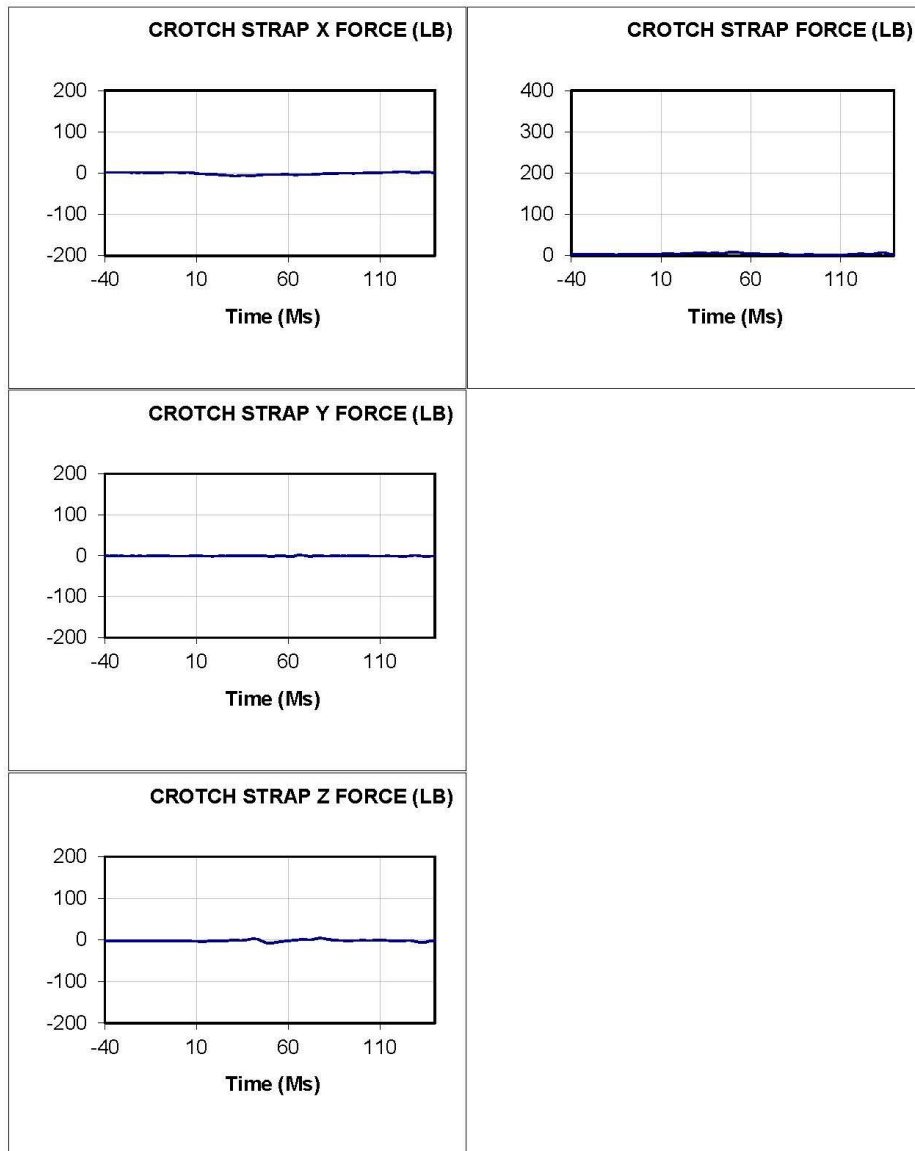 CROTCH STRAP X FORCE (LB)
200
100
0
-100
-200
-40 10 60 110
Time (Ms)
CROTCH STRAP FORCE (LB)
400
300
200
100
0
-40 10 60 110
Time (Ms)
CROTCH STRAP Y FORCE (LB)
200
100
0
-100
-200
-40 10 60 110
Time (Ms)
CROTCH STRAP Z FORCE (LB)
200
100
0
-100
-200
-40 10 60 110
Time (Ms)